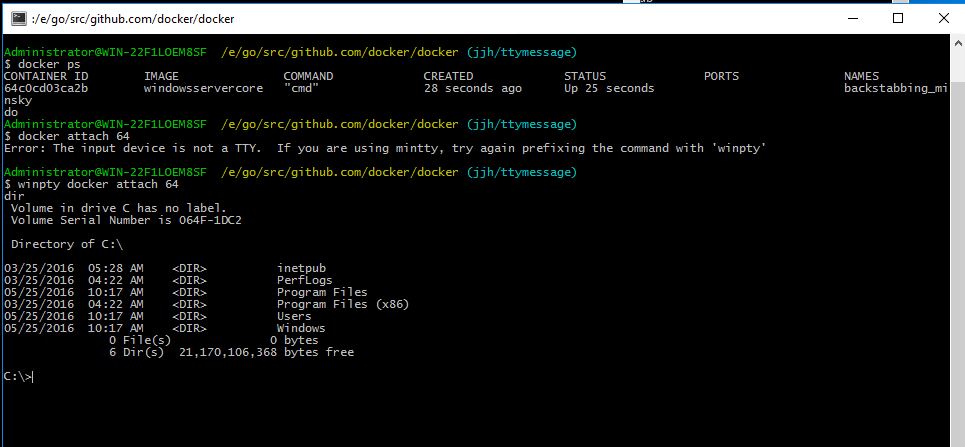 :/e/go/src/github.com/docker/docker
Administrator@WIN-22F1LOEM8SF  /e/go/src/github.com/docker/docker (jjh/ttymessage)
$ docker ps
CONTAINER ID        IMAGE               COMMAND             CREATED             STATUS              PORTS               NAMES
64c0cd03ca2b        windowsservercore   "cmd"               28 seconds ago      Up 25 seconds                           backstabbing_mi
nsky
do
Administrator@WIN-22F1LOEM8SF  /e/go/src/github.com/docker/docker (jjh/ttymessage)
$ docker attach 64
Error: The input device is not a TTY.  If you are using mintty, try again prefixing the command with 'winpty'
Administrator@WIN-22F1LOEM8SF  /e/go/src/github.com/docker/docker (jjh/ttymessage)
$ winpty docker attach 64
dir
 Volume in drive C has no label.
 Volume Serial Number is 064F-1DC2
 Directory of C:\
03/25/2016  05:28 AM    <DIR>          inetpub
03/25/2016  04:22 AM    <DIR>          PerfLogs
05/25/2016  10:17 AM    <DIR>          Program Files
03/25/2016  04:22 AM    <DIR>          Program Files (x86)
05/25/2016  10:17 AM    <DIR>          Users
05/25/2016  10:17 AM    <DIR>          Windows
               0 File(s)              0 bytes
               6 Dir(s)  21,170,106,368 bytes free
C:\>